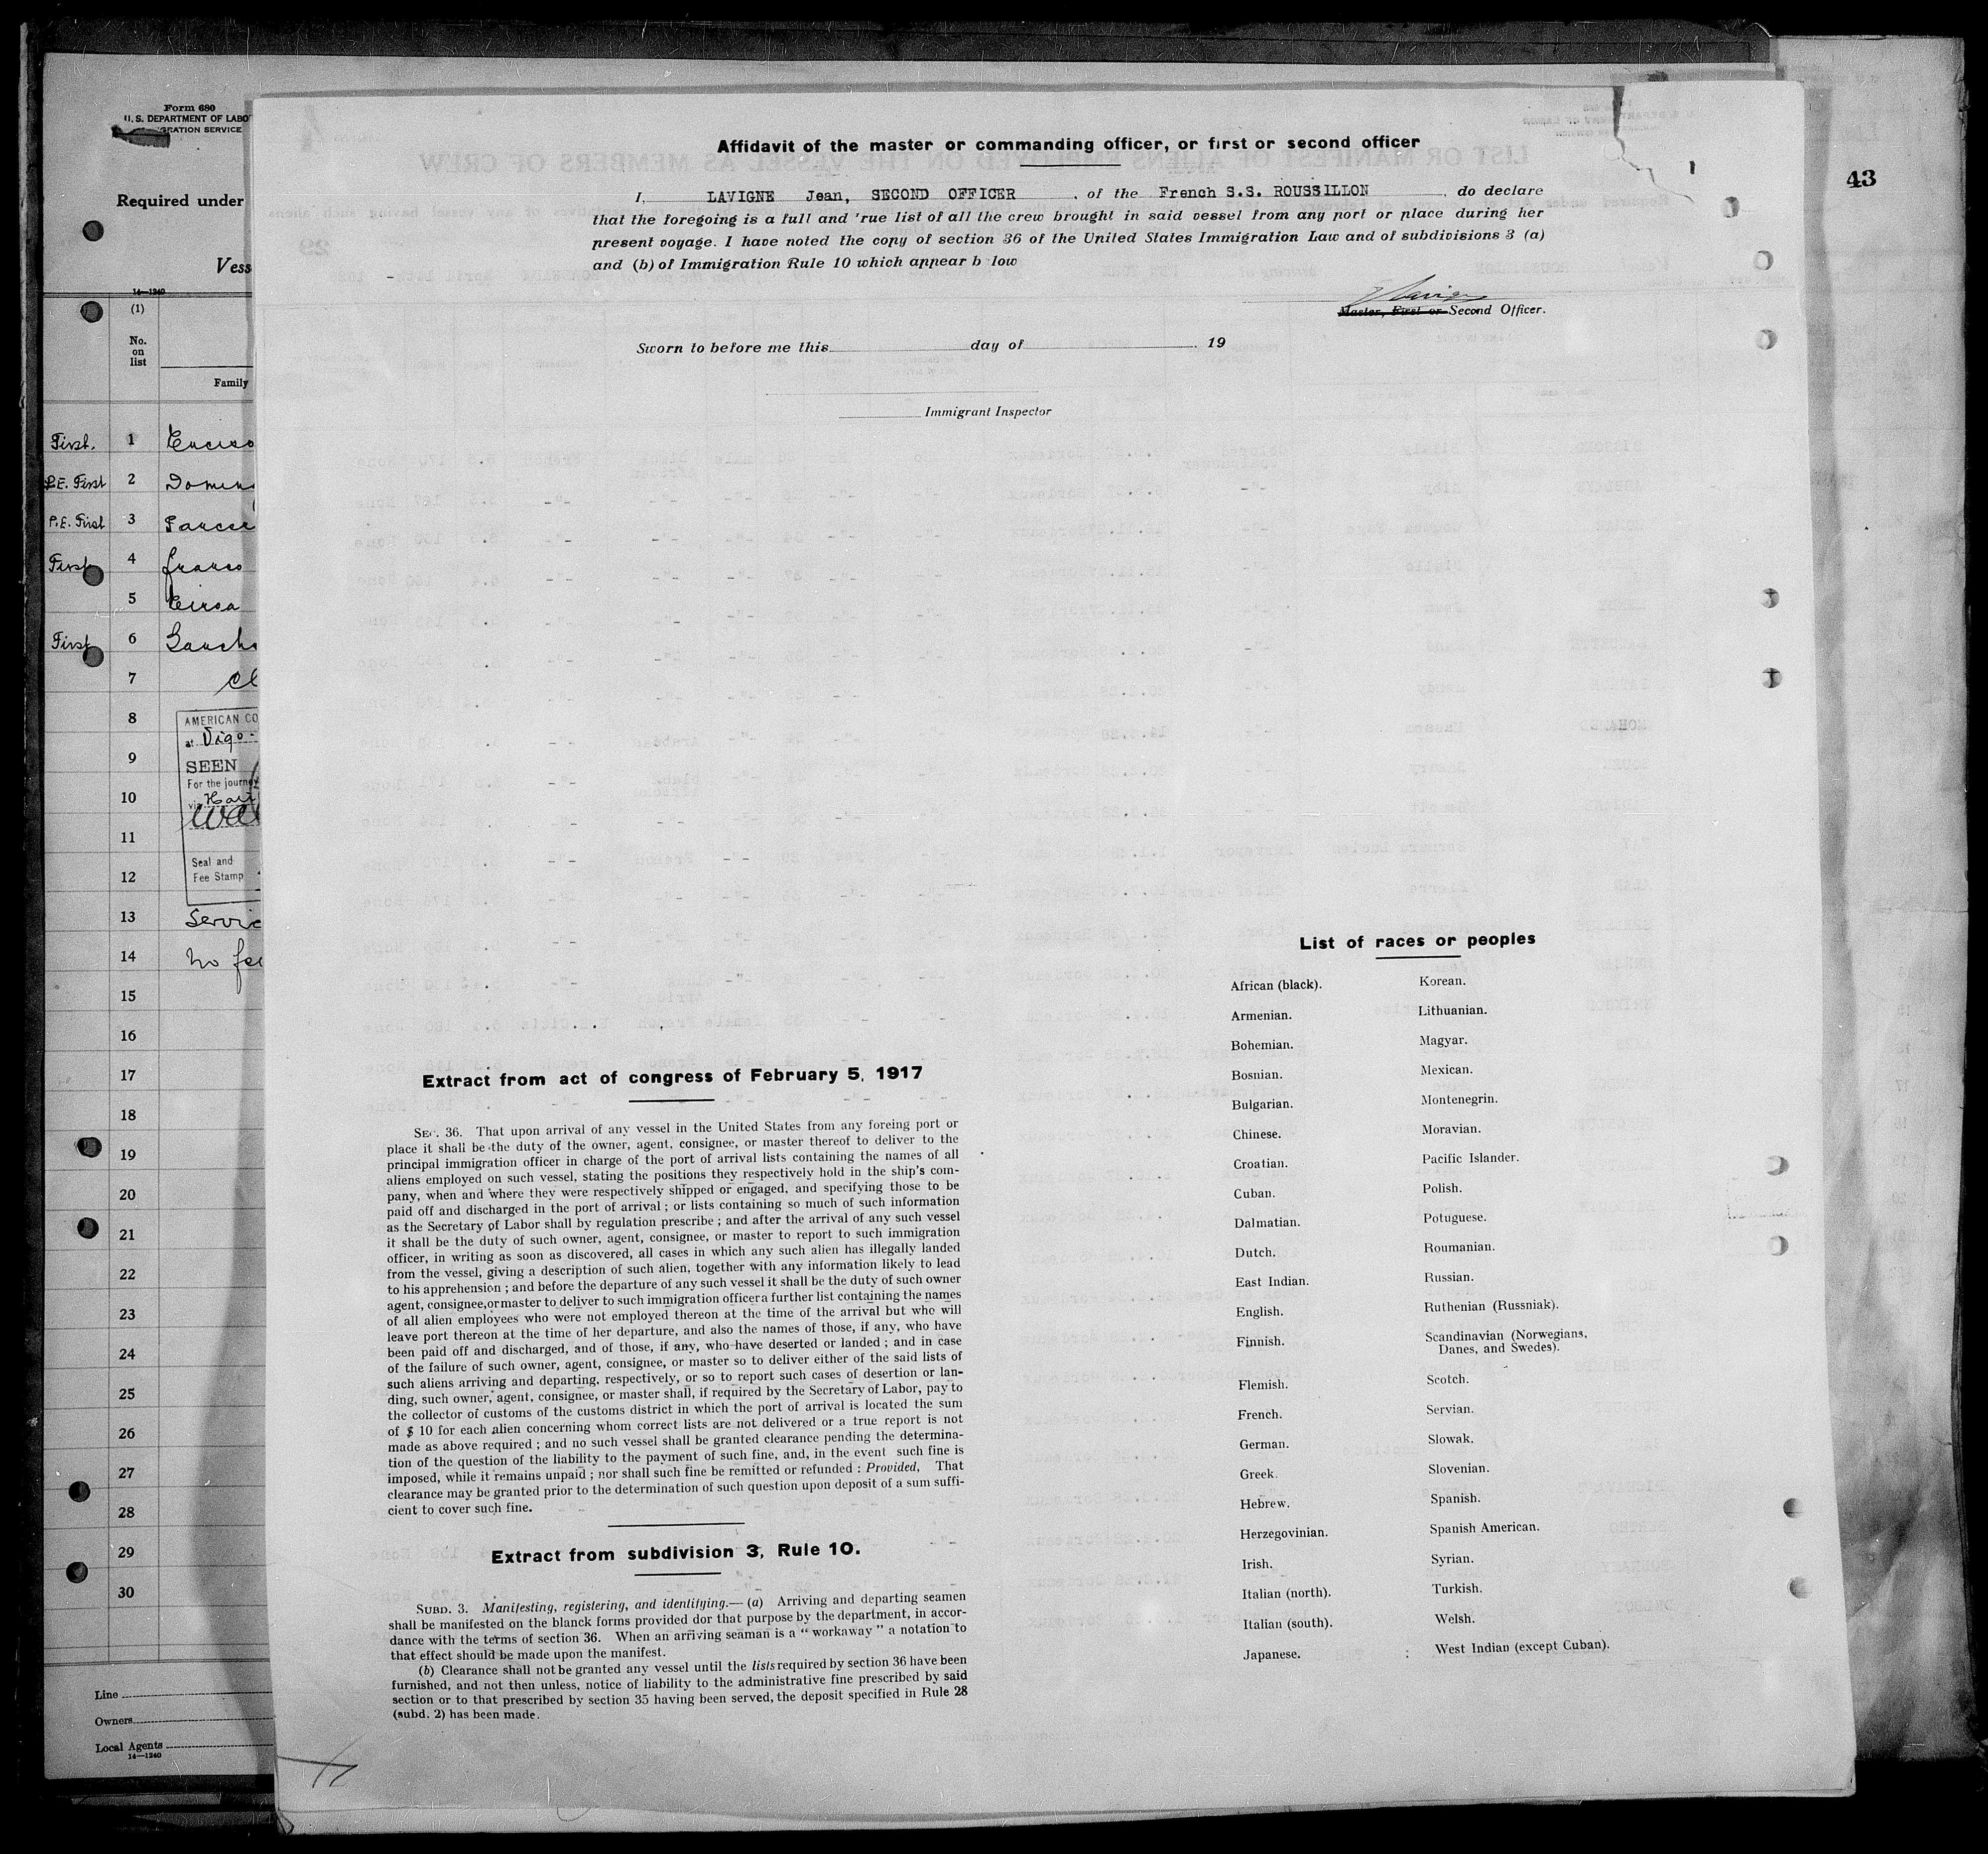 Form 680
U. S. DEPARTMENT OF LABO
GRATION SERVICE
Required under
Vess
14—1240
(1)
No.
on
list
Family
First. 1
P.E. First 2
P.E. First 3
First 4 Franco
5
First 6
7
8
9
10
11
12
13 Servic
14 no fee
15
16
17
18
19
20
21
22
23
24
25
26
27
28
29
30
AMERICAN CO
at Vigo -
SEEN
For the journey
via
Seal and
Fee Stamp
Line
Owners
Local Agents
14—1240
43
Affidavit of the master or commanding officer, or first or second officer
I, LAVIGNE Jean, SECOND OFFICER , of the French S.S. ROUSSILLON , do declare
that the foregoing is a full and 'rue list of all the crew brought in said vessel from any port or place during her
present voyage. I have noted the copy of section 36 of the United States Immigration Law and of subdivisions 3 (a)
and (b) of Immigration Rule 10 which appear b low
Lavigne
Master, First or Second Officer.
Sworn to before me this day of 19
Immigrant Inspector
Extract from act of congress of February 5, 1917
SEC. 36. That upon arrival of any vessel in the United States from any foreing port or
place it shall be the duty of the owner, agent, consignee, or master thereof to deliver to the
principal immigration officer in charge of the port of arrival lists containing the names of all
aliens employed on such vessel, stating the positions they respectively hold in the ship's com-
pany, when and where they were respectively shipped or engaged, and specifying those to be
paid off and discharged in the port of arrival ; or lists containing so much of such information
as the Secretary of Labor shall by regulation prescribe ; and after the arrival of any such vessel
it shall be the duty of such owner, agent, consignee, or master to report to such immigration
officer, in writing as soon as discovered, all cases in which any such alien has illegally landed
from the vessel, giving a description of such alien, together with any information likely to lead
to his apprehension ; and before the departure of any such vessel it shall be the duty of such owner
agent, consignee, or master to deliver to such immigration officer a further list containing the names
of all alien employees who were not employed thereon at the time of the arrival but who will
leave port thereon at the time of her departure, and also the names of those, if any, who have
been paid off and discharged, and of those, if any, who have deserted or landed ; and in case
of the failure of such owner, agent, consignee, or master so to deliver either of the said lists of
such aliens arriving and departing, respectively, or so to report such cases of desertion or lan-
ding, such owner, agent, consignee, or master shall, if required by the Secretary of Labor, pay to
the collector of customs of the customs district in which the port of arrival is located the sum
of $ 10 for each alien concerning whom correct lists are not delivered or a true report is not
made as above required ; and no such vessel shall be granted clearance pending the determina-
tion of the question of the liability to the payment of such fine, and, in the event such fine is
imposed, while it remains unpaid ; nor shall such fine be remitted or refunded : Provided, That
clearance may be granted prior to the determination of such question upon deposit of a sum suffi-
cient to cover such fine.
Extract from subdivision 3, Rule 10.
SUBD. 3. Manifesting, registering, and identifying.— (a) Arriving and departing seamen
shall be manifested on the blanck forms provided dor that purpose by the department, in accor-
dance with the terms of section 36. When an arriving seaman is a " workaway " a notation to
that effect should be made upon the manifest.
(b) Clearance shall not be granted any vessel until the lists required by section 36 have been
furnished, and not then unless, notice of liability to the administrative fine prescribed by said
section or to that prescribed by section 35 having been served, the deposit specified in Rule 28
(subd. 2) has been made.
List of races or peoples
African (black).
Armenian.
Bohemian.
Bosnian.
Bulgarian.
Chinese.
Croatian.
Cuban.
Dalmatian.
Dutch.
East Indian.
English.
Finnish.
Flemish.
French.
German.
Greek.
Hebrew.
Herzegovinian.
Irish.
Italian (north).
Italian (south).
Japanese.
Korean.
Lithuanian.
Magyar.
Mexican.
Montenegrin.
Moravian.
Pacific Islander.
Polish.
Potuguese.
Roumanian.
Russian.
Ruthenian (Russniak).
Scandinavian (Norwegians,
Danes, and Swedes).
Scotch.
Servian.
Slowak.
Slovenian.
Spanish.
Spanish American.
Syrian.
Turkish.
Welsh.
West Indian (except Cuban).